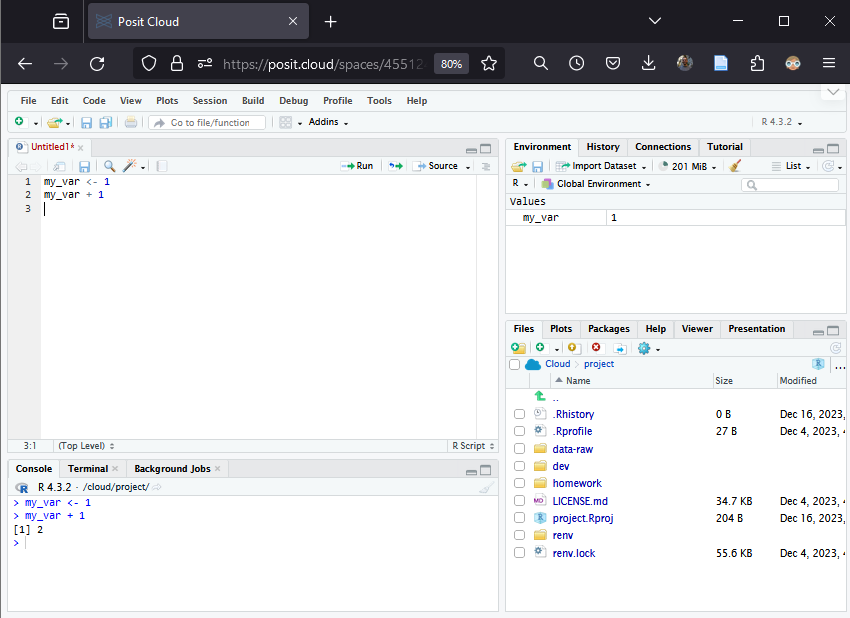 Posit Cloud
https://posit.cloud/spaces/45512
80%
File Edit Code View Plots Session Build Debug Profile Tools Help
Go to file/function Addins R 4.3.2
Untitled1*
Run Source
1 my_var <- 1
2 my_var + 1
3
3:1 (Top Level) R Script
Console Terminal Background Jobs
R 4.3.2 · /cloud/project/
> my_var <- 1
> my_var + 1
[1] 2
>
Environment History Connections Tutorial
Import Dataset 201 MiB List
R Global Environment
Values
my_var 1
Files Plots Packages Help Viewer Presentation
Cloud project
Name Size Modified
..
.Rhistory 0 B Dec 16, 2023,
.Rprofile 27 B Dec 4, 2023,
data-raw
dev
homework
LICENSE.md 34.7 KB Dec 4, 2023,
project.Rproj 204 B Dec 16, 2023,
renv
renv.lock 55.6 KB Dec 4, 2023,